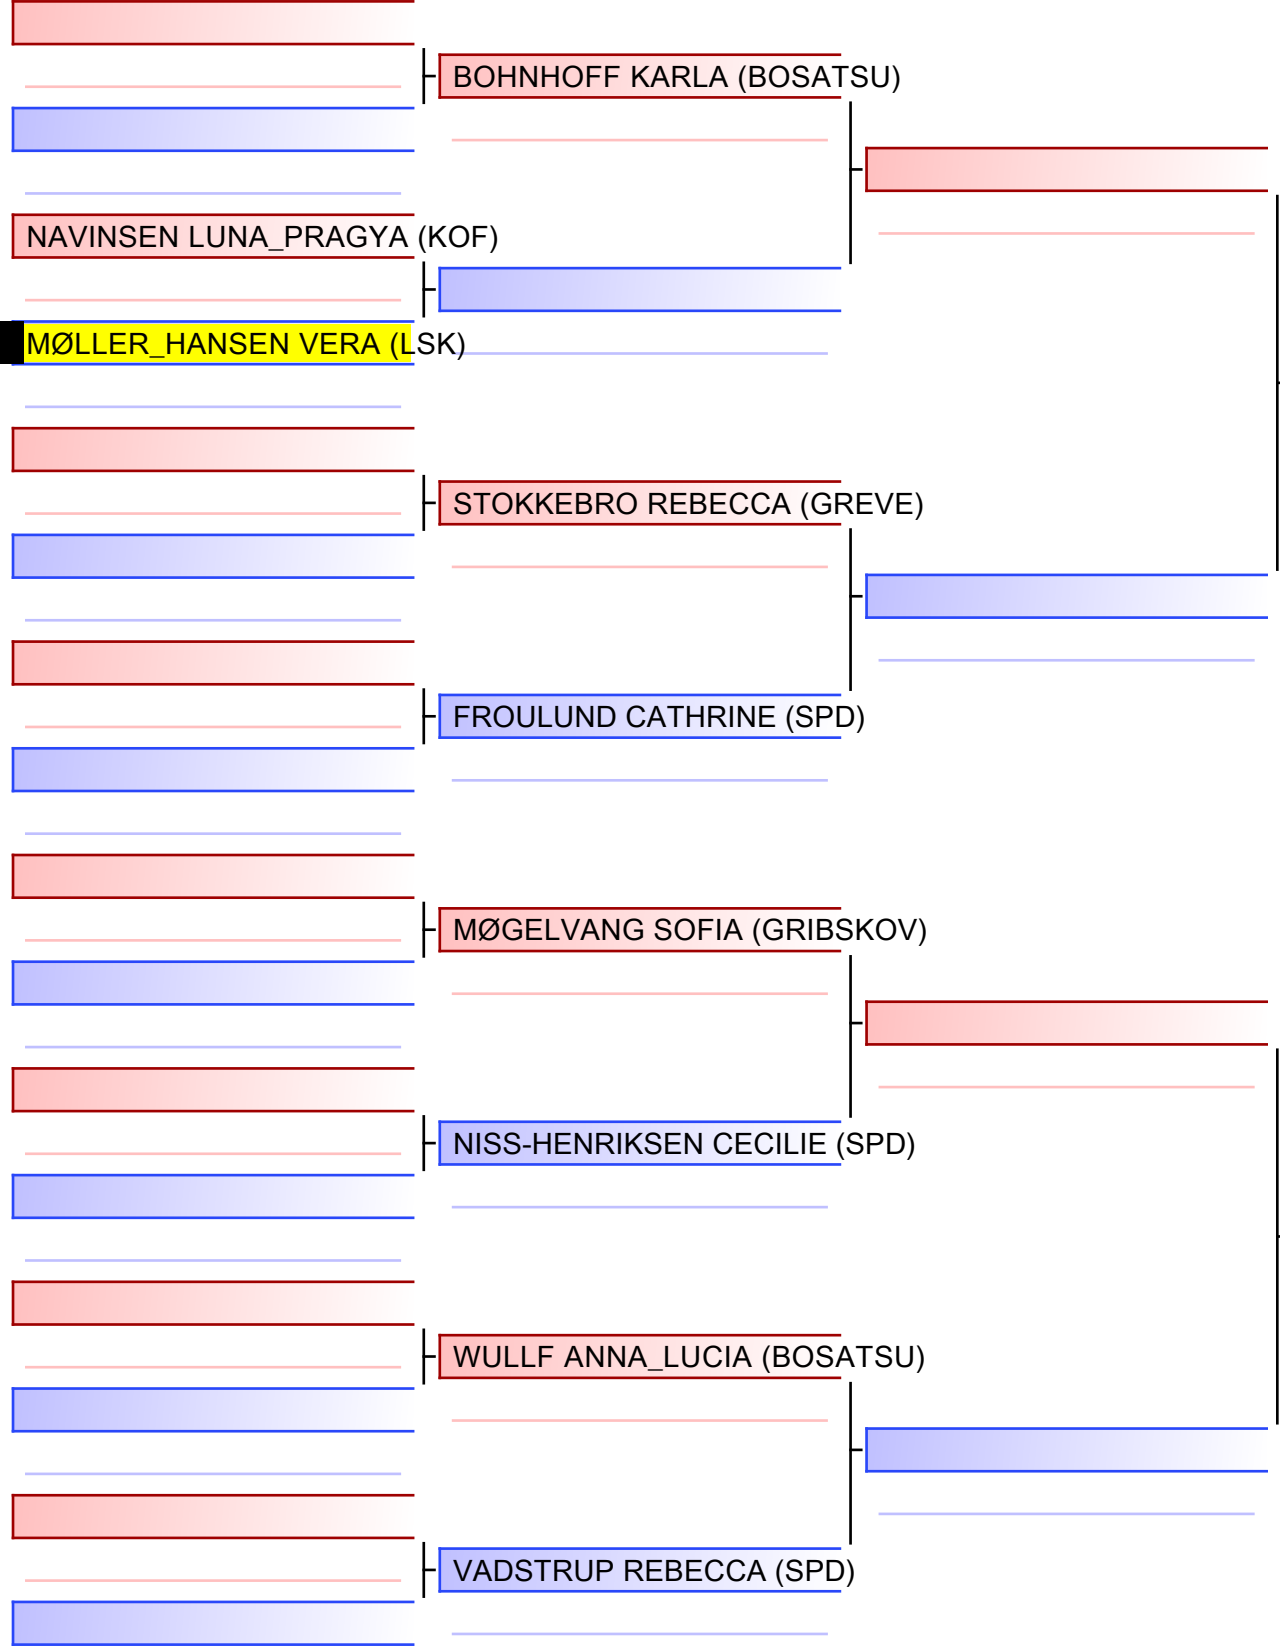 BOHNHOFF KARLA (BOSATSU)
NAVINSEN LUNA_PRAGYA (KOF)
MØLLER_HANSEN VERA (LSK)
STOKKEBRO REBECCA (GREVE)
FROULUND CATHRINE (SPD)
MØGELVANG SOFIA (GRIBSKOV)
NISS-HENRIKSEN CECILIE (SPD)
WULLF ANNA_LUCIA (BOSATSU)
VADSTRUP REBECCA (SPD)